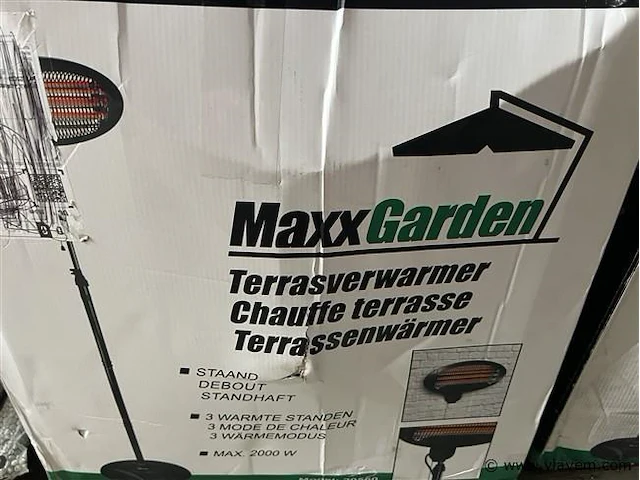 MaxxGarden
Terrasverwarmer
Chauffe terrasse
Terrassenwärmer
STAAND
DEBOUT
STANDHAFT
3 WARMTE STANDEN
3 MODE DE CHALEUR
3 WÄRMEMODUS
MAX. 2000 W
© www.vlavem.com